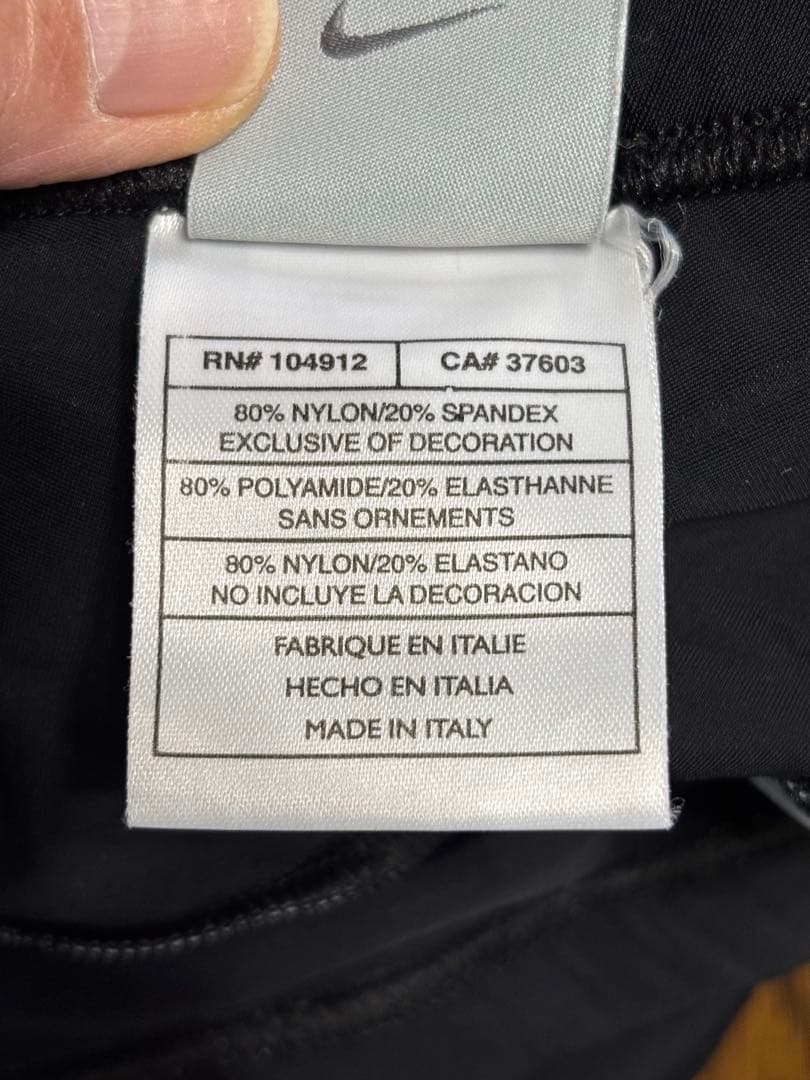 RN# 104912 CA# 37603
80% NYLON/20% SPANDEX
EXCLUSIVE OF DECORATION
80% POLYAMIDE/20% ELASTHANNE
SANS ORNEMENTS
80% NYLON/20% ELASTANO
NO INCLUYE LA DECORACION
FABRIQUE EN ITALIE
HECHO EN ITALIA
MADE IN ITALY